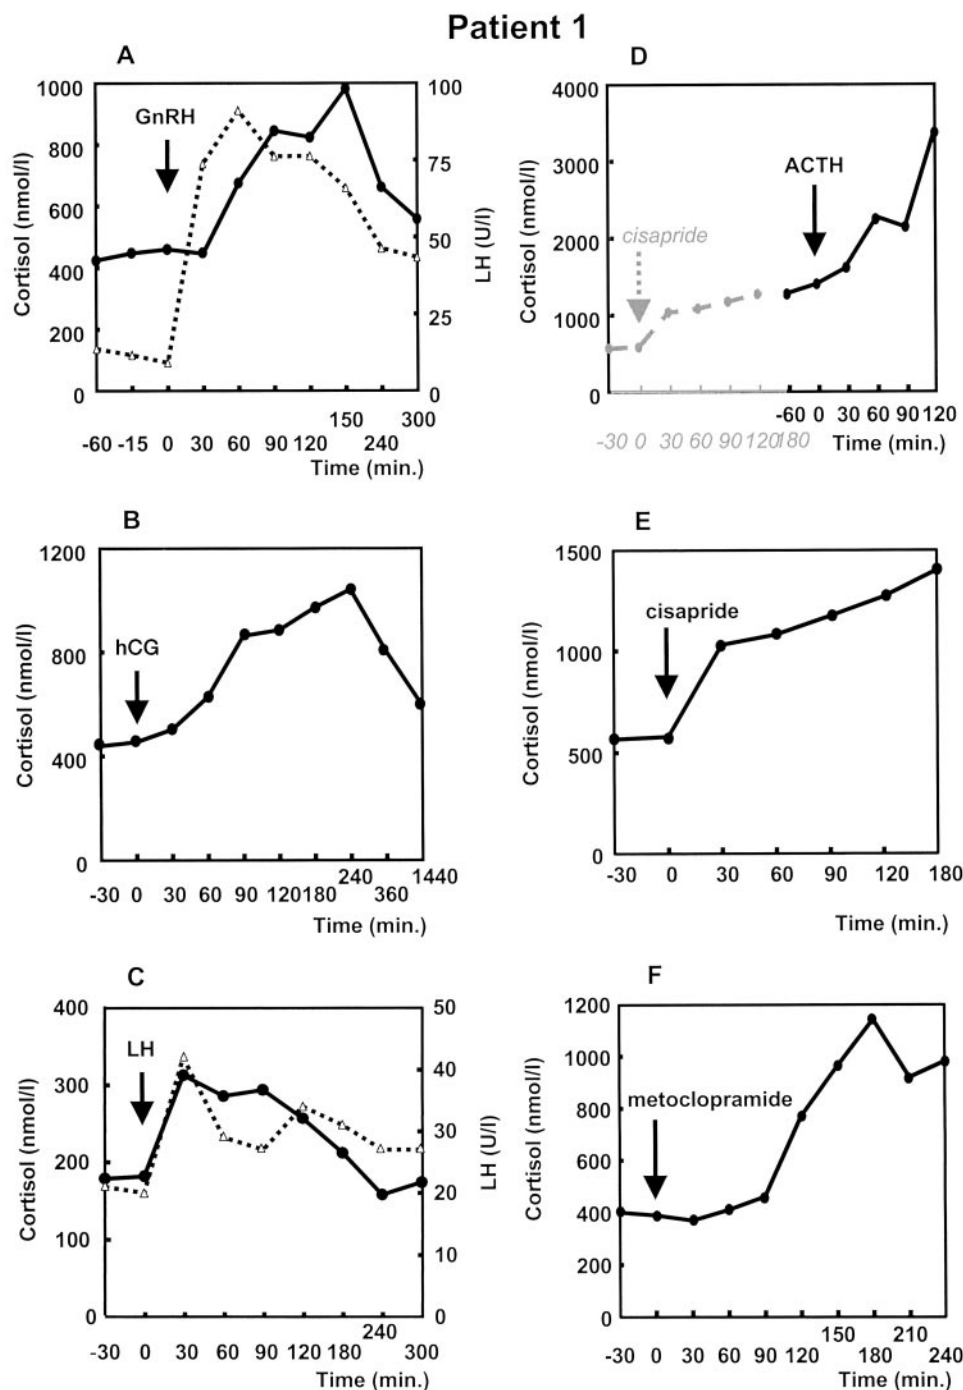 Patient 1
A
1000
800
600
400
200
0
Cortisol (nmol/l)
GnRH
100
75
50
25
0
LH (U/l)
150 300
-60 -15 0 30 60 90 120 240
Time (min.)
D
4000
3000
2000
1000
0
Cortisol (nmol/l)
cisapride
ACTH
-60 0 30 60 90 120
-30 0 30 60 90 120 180
Time (min.)
B
1200
800
400
0
Cortisol (nmol/l)
hCG
240 1440
-30 0 30 60 90 120 180 360
Time (min.)
E
1500
1000
500
0
Cortisol (nmol/l)
cisapride
-30 0 30 60 90 120 180
Time (min.)
C
400
300
200
100
0
Cortisol (nmol/l)
LH
50
40
30
20
10
0
LH (U/l)
240
-30 0 30 60 90 120 180 300
Time (min.)
F
1200
1000
800
600
400
200
0
Cortisol (nmol/l)
metoclopramide
150 210
-30 0 30 60 90 120 180 240
Time (min.)